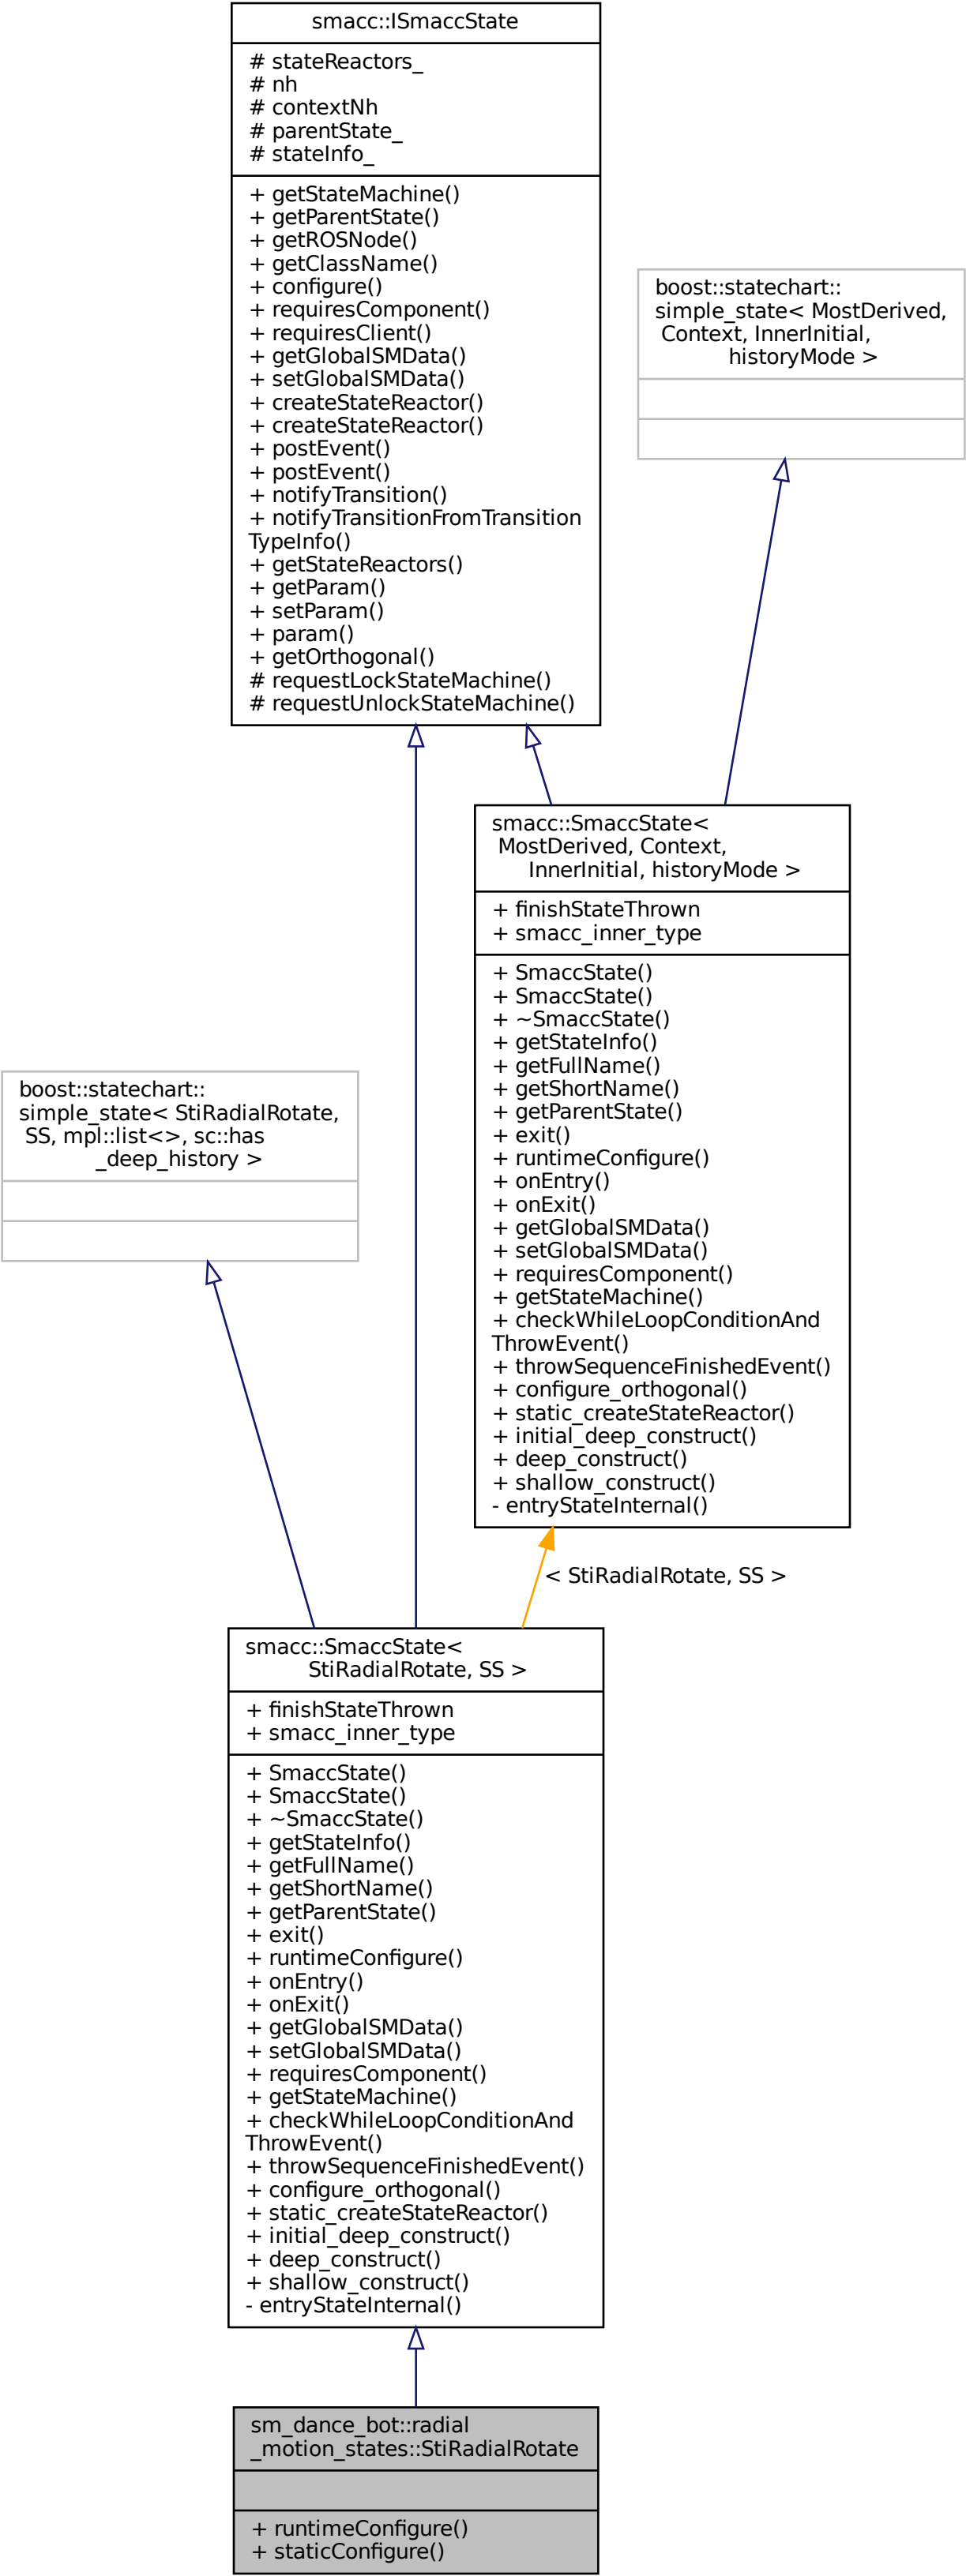 smacc::ISmaccState
# stateReactors_
# nh
# contextNh
# parentState_
# stateInfo_
+ getStateMachine()
+ getParentState()
+ getROSNode()
+ getClassName()
+ configure()
+ requiresComponent()
+ requiresClient()
+ getGlobalSMData()
+ setGlobalSMData()
+ createStateReactor()
+ createStateReactor()
+ postEvent()
+ postEvent()
+ notifyTransition()
+ notifyTransitionFromTransition
TypeInfo()
+ getStateReactors()
+ getParam()
+ setParam()
+ param()
+ getOrthogonal()
# requestLockStateMachine()
# requestUnlockStateMachine()
boost::statechart::
simple_state< MostDerived,
Context, InnerInitial,
historyMode >
smacc::SmaccState<
MostDerived, Context,
InnerInitial, historyMode >
+ finishStateThrown
+ smacc_inner_type
+ SmaccState()
+ SmaccState()
+ ~SmaccState()
+ getStateInfo()
+ getFullName()
+ getShortName()
+ getParentState()
+ exit()
+ runtimeConfigure()
+ onEntry()
+ onExit()
+ getGlobalSMData()
+ setGlobalSMData()
+ requiresComponent()
+ getStateMachine()
+ checkWhileLoopConditionAnd
ThrowEvent()
+ throwSequenceFinishedEvent()
+ configure_orthogonal()
+ static_createStateReactor()
+ initial_deep_construct()
+ deep_construct()
+ shallow_construct()
- entryStateInternal()
boost::statechart::
simple_state< StiRadialRotate,
SS, mpl::list<>, sc::has
_deep_history >
< StiRadialRotate, SS >
smacc::SmaccState<
StiRadialRotate, SS >
+ finishStateThrown
+ smacc_inner_type
+ SmaccState()
+ SmaccState()
+ ~SmaccState()
+ getStateInfo()
+ getFullName()
+ getShortName()
+ getParentState()
+ exit()
+ runtimeConfigure()
+ onEntry()
+ onExit()
+ getGlobalSMData()
+ setGlobalSMData()
+ requiresComponent()
+ getStateMachine()
+ checkWhileLoopConditionAnd
ThrowEvent()
+ throwSequenceFinishedEvent()
+ configure_orthogonal()
+ static_createStateReactor()
+ initial_deep_construct()
+ deep_construct()
+ shallow_construct()
- entryStateInternal()
sm_dance_bot::radial
_motion_states::StiRadialRotate
+ runtimeConfigure()
+ staticConfigure()